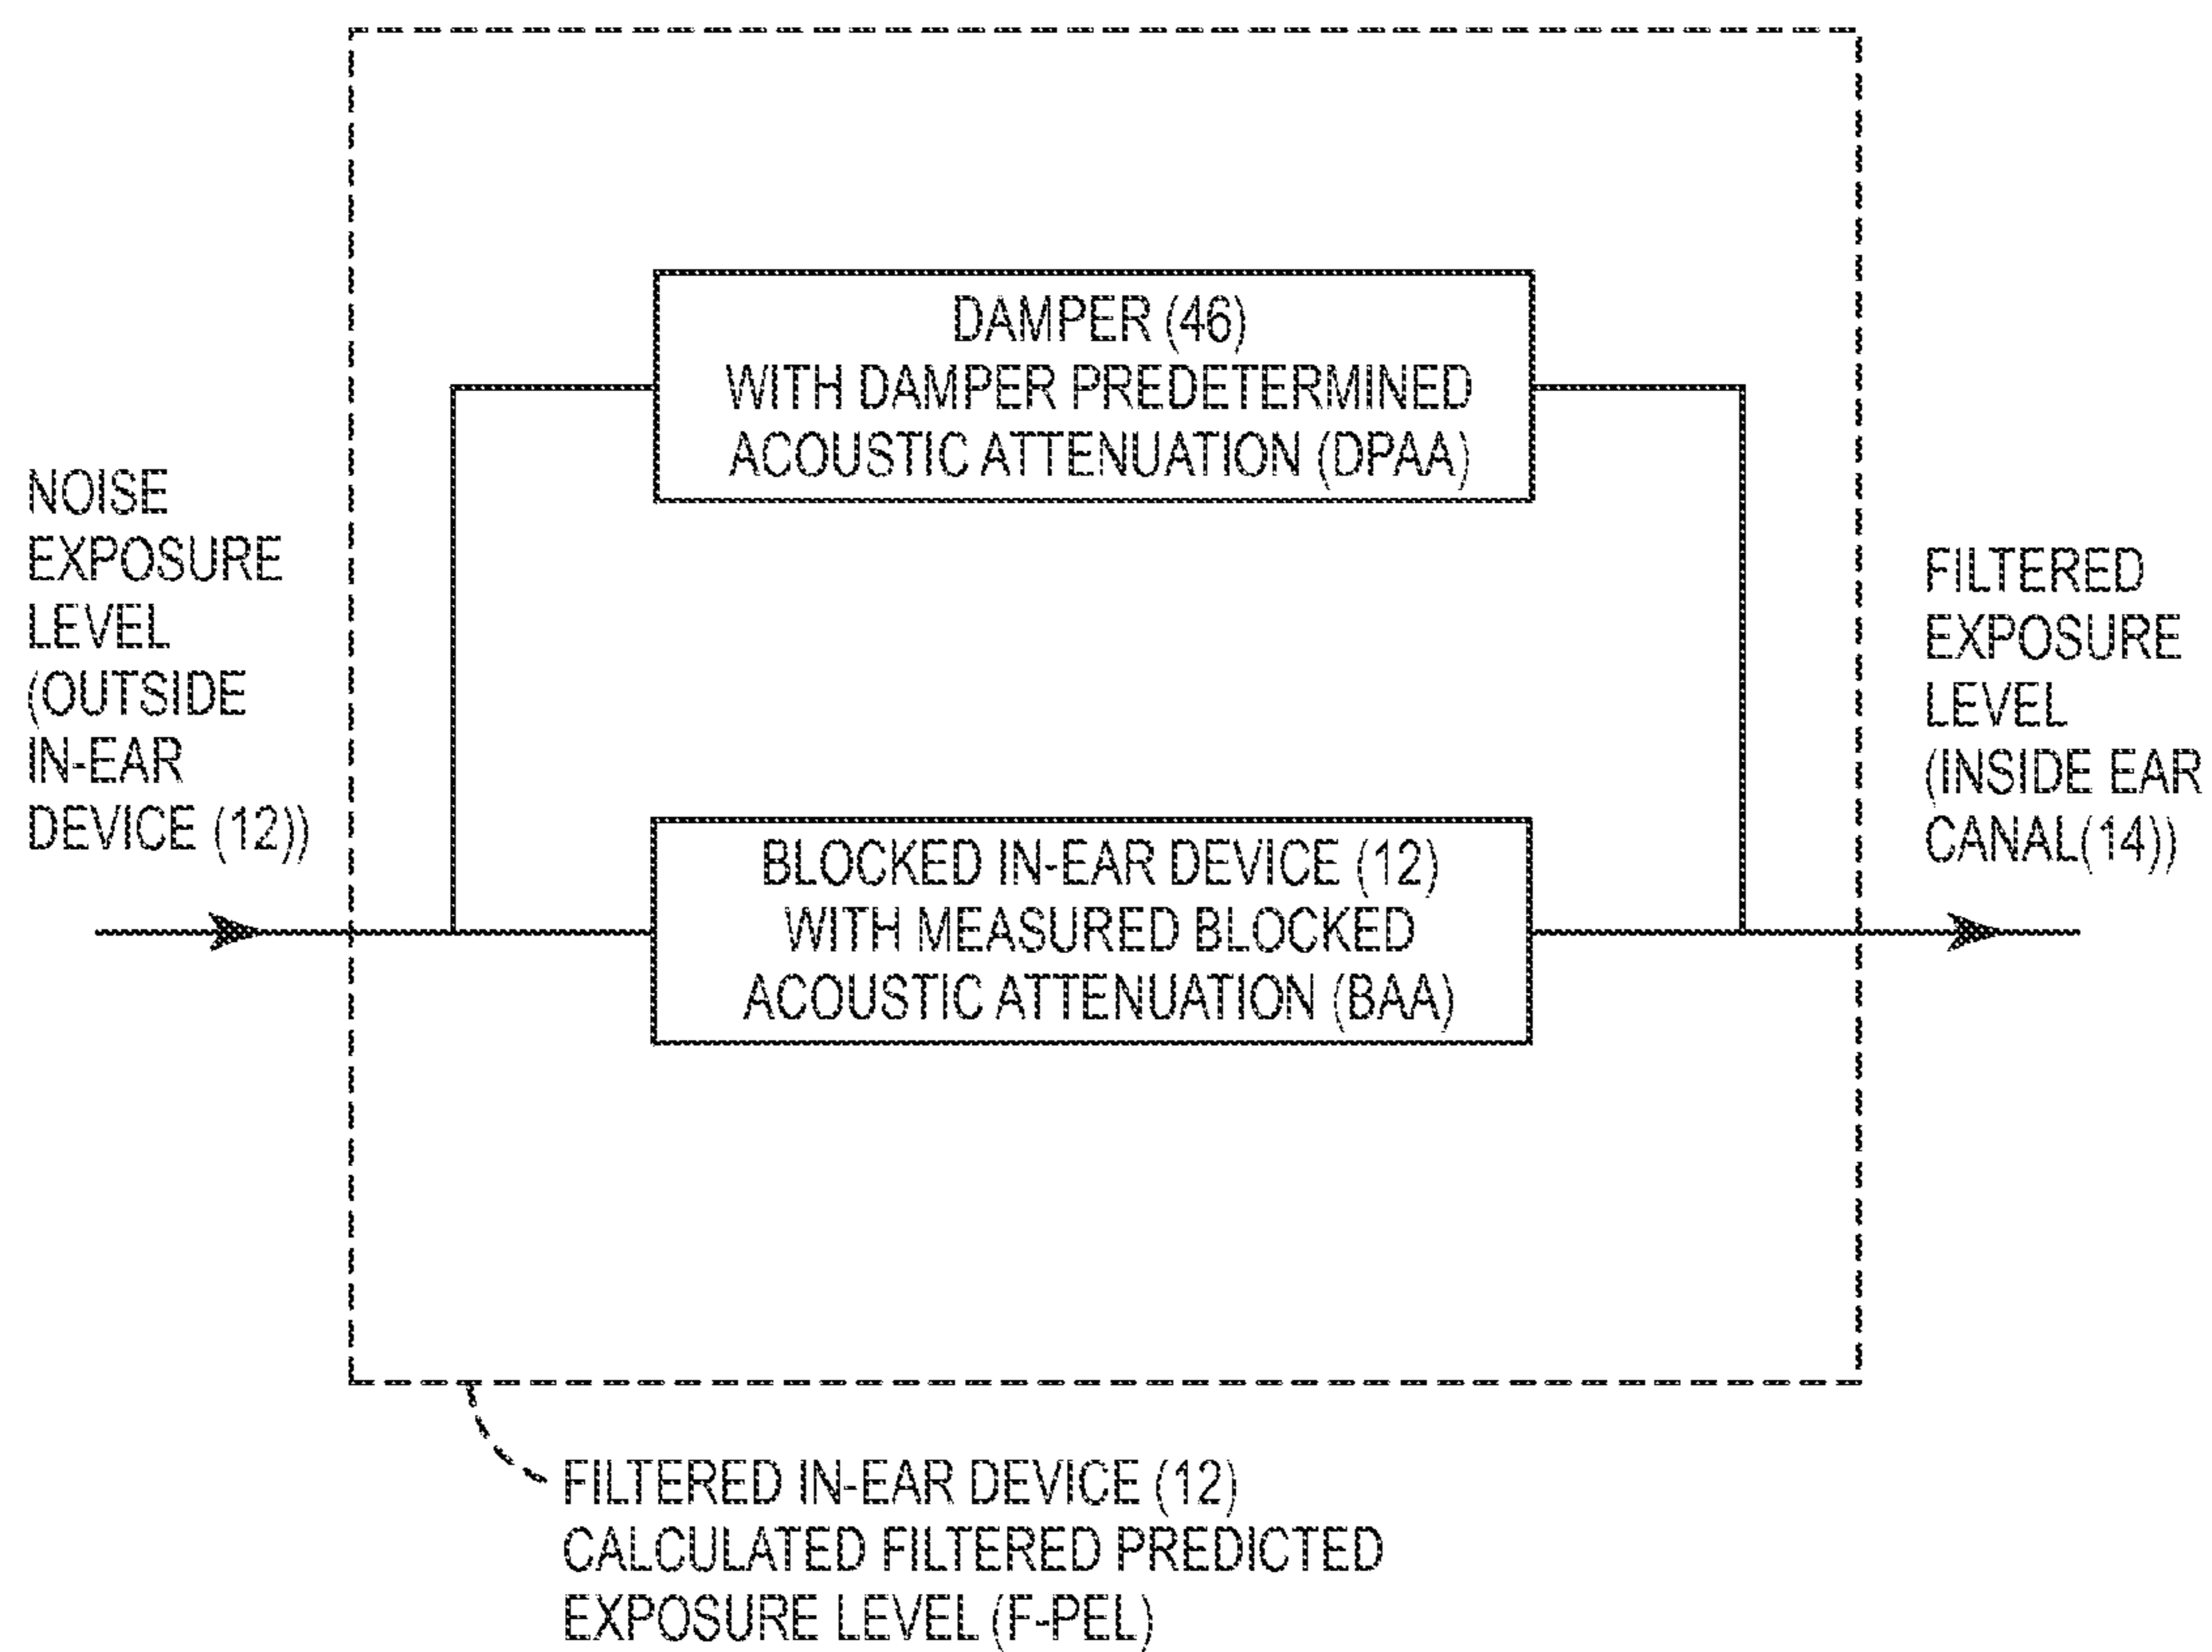 DAMPER (46)
WITH DAMPER PREDETERMINED
ACOUSTIC ATTENUATION (DPAA)
NOISE
EXPOSURE
LEVEL
(OUTSIDE
IN-EAR
DEVICE (12))
FILTERED
EXPOSURE
LEVEL
(INSIDE EAR
CANAL(14))
BLOCKED IN-EAR DEVICE (12)
WITH MEASURED BLOCKED
ACOUSTIC ATTENUATION (BAA)
FILTERED IN-EAR DEVICE (12)
CALCULATED FILTERED PREDICTED
EXPOSURE LEVEL (F-PEL)